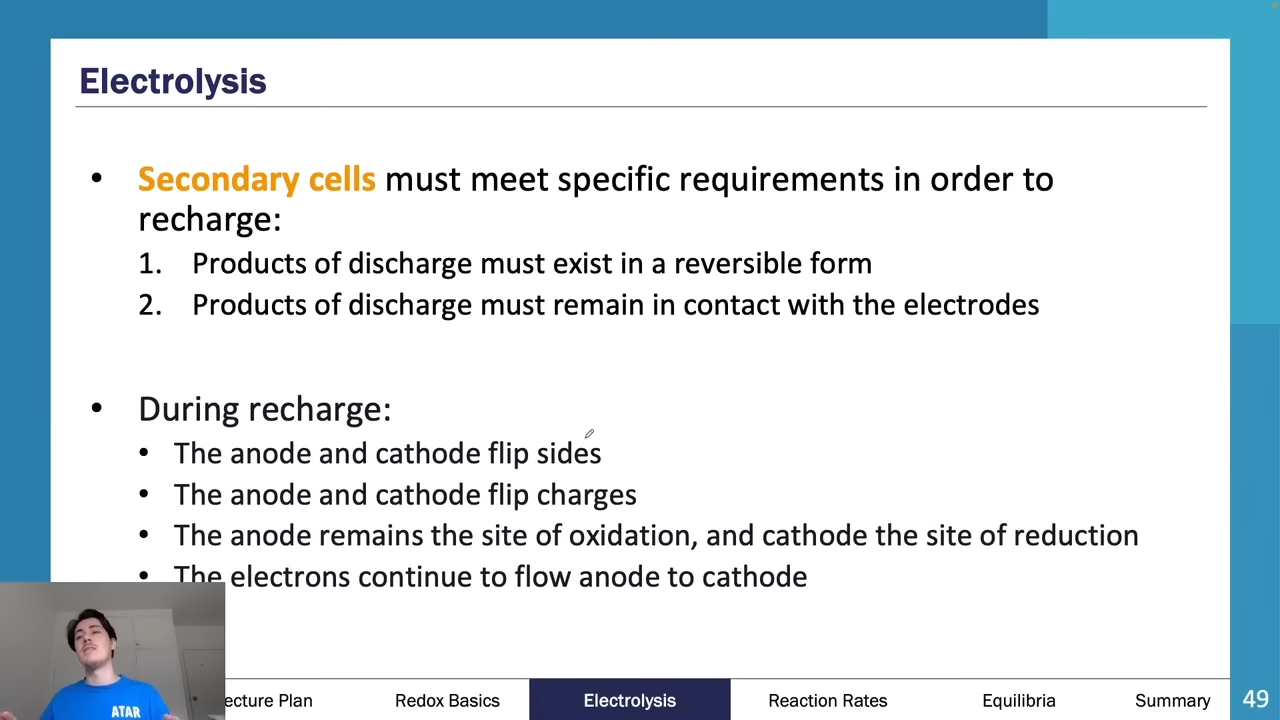 Electrolysis
• Secondary cells must meet specific requirements in order to
recharge:
1. Products of discharge must exist in a reversible form
2. Products of discharge must remain in contact with the electrodes
• During recharge:
• The anode and cathode flip sides
• The anode and cathode flip charges
• The anode remains the site of oxidation, and cathode the site of reduction
• The electrons continue to flow anode to cathode
ATAR
ecture Plan Redox Basics Electrolysis Reaction Rates Equilibria Summary 49